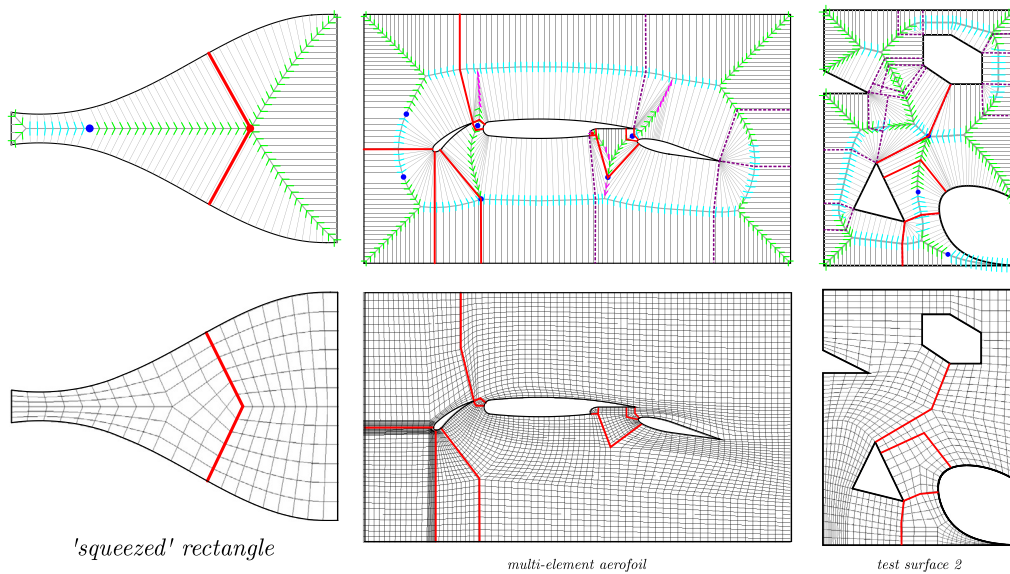 'squeezed' rectangle
multi-element aerofoil
test surface 2